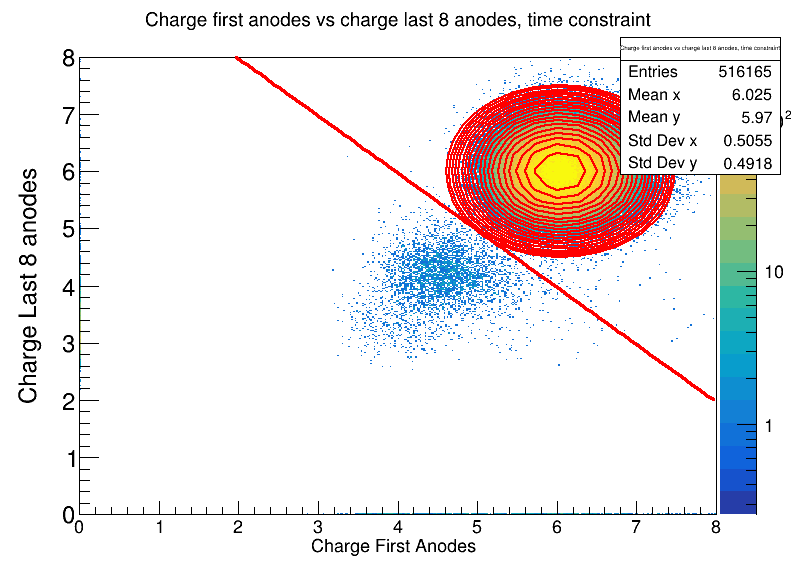 Charge first anodes vs charge last 8 anodes, time constraint
Charge first anodes vs charge last 8 anodes, time constraint
Entries 516165
Mean x 6.025
Mean y 5.97
Std Dev x 0.5055
Std Dev y 0.4918
8
7
6
5
4
3
2
1
0
Charge Last 8 anodes
0 1 2 3 4 5 6 7 8
Charge First Anodes
10
1